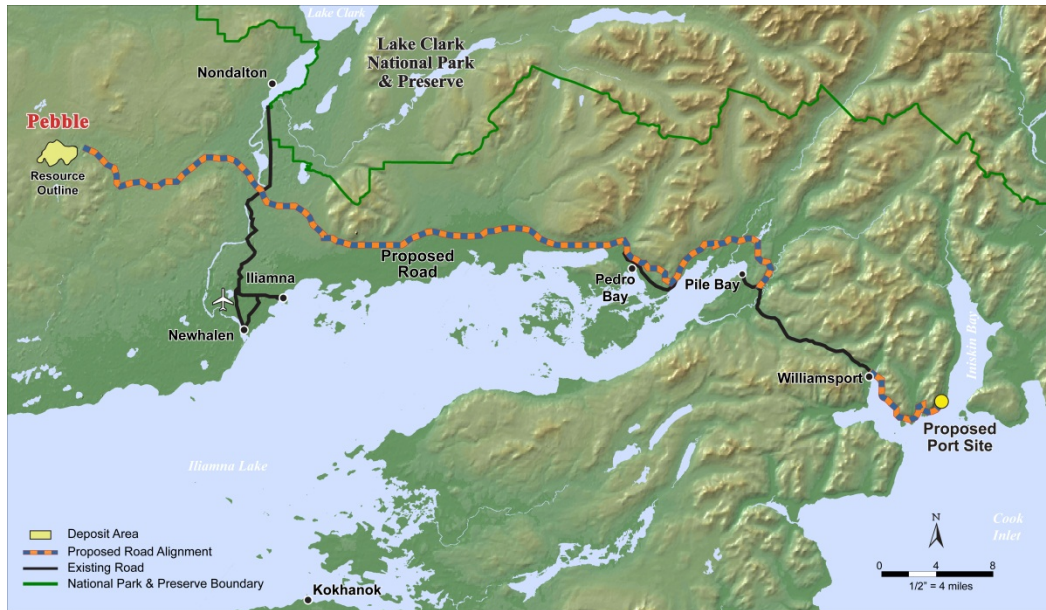 Lake Clark
Lake Clark
National Park
& Preserve
Nondalton
Pebble
Resource
Outline
Proposed
Road
Iliamna
Newhalen
Pedro
Bay
Pile Bay
Iniskin Bay
Williamsport
Proposed
Port Site
Iliamna Lake
Cook
Inlet
Kokhanok
Deposit Area
Proposed Road Alignment
Existing Road
National Park & Preserve Boundary
N
0 4 8
1/2" = 4 miles